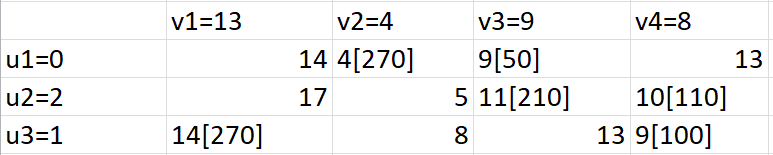 v1=13 v2=4 v3=9 v4=8
u1=0 14 4[270] 9[50] 13
u2=2 17 5 11[210] 10[110]
u3=1 14[270] 8 13 9[100]